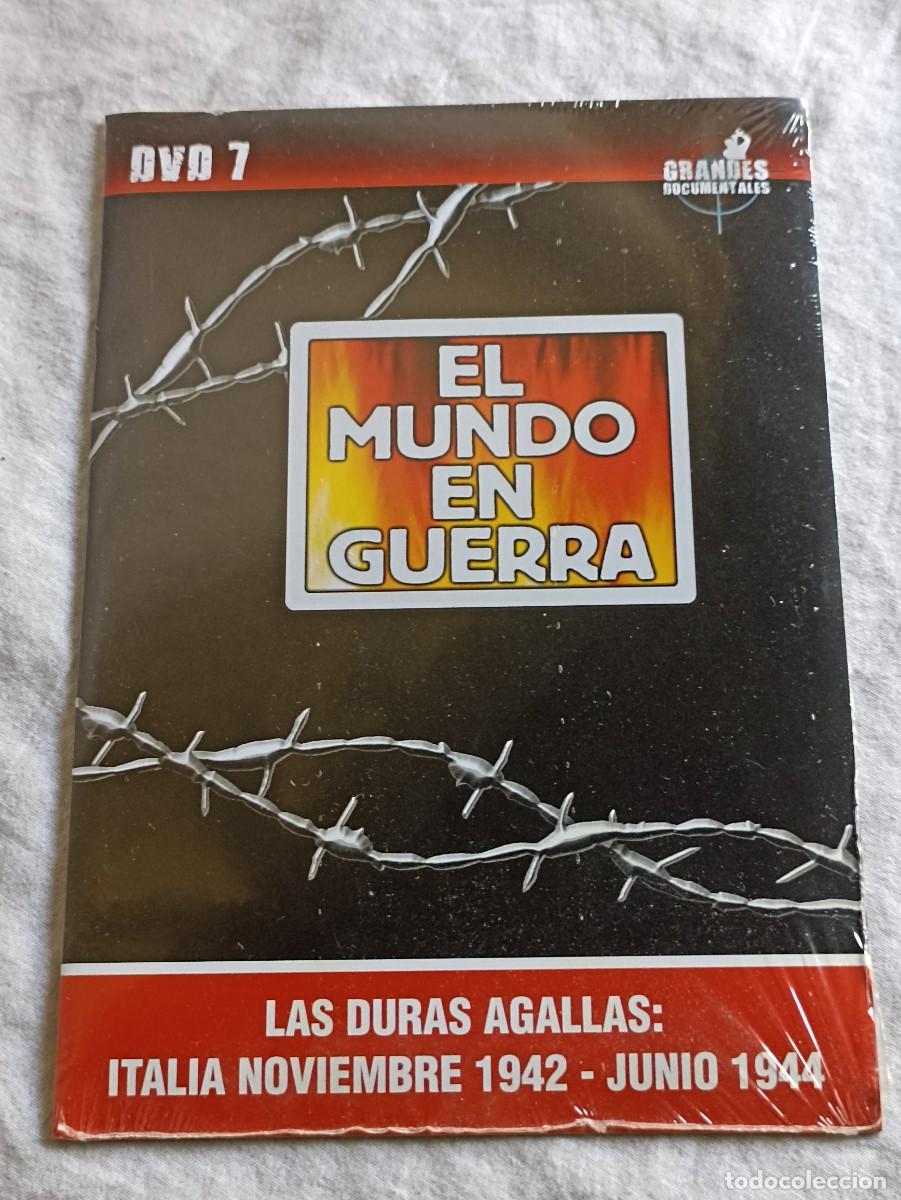 DVD 7
GRANDES
DOCUMENTALES
EL
MUNDO
EN
GUERRA
LAS DURAS AGALLAS:
ITALIA NOVIEMBRE 1942 - JUNIO 1944
todocoleccion